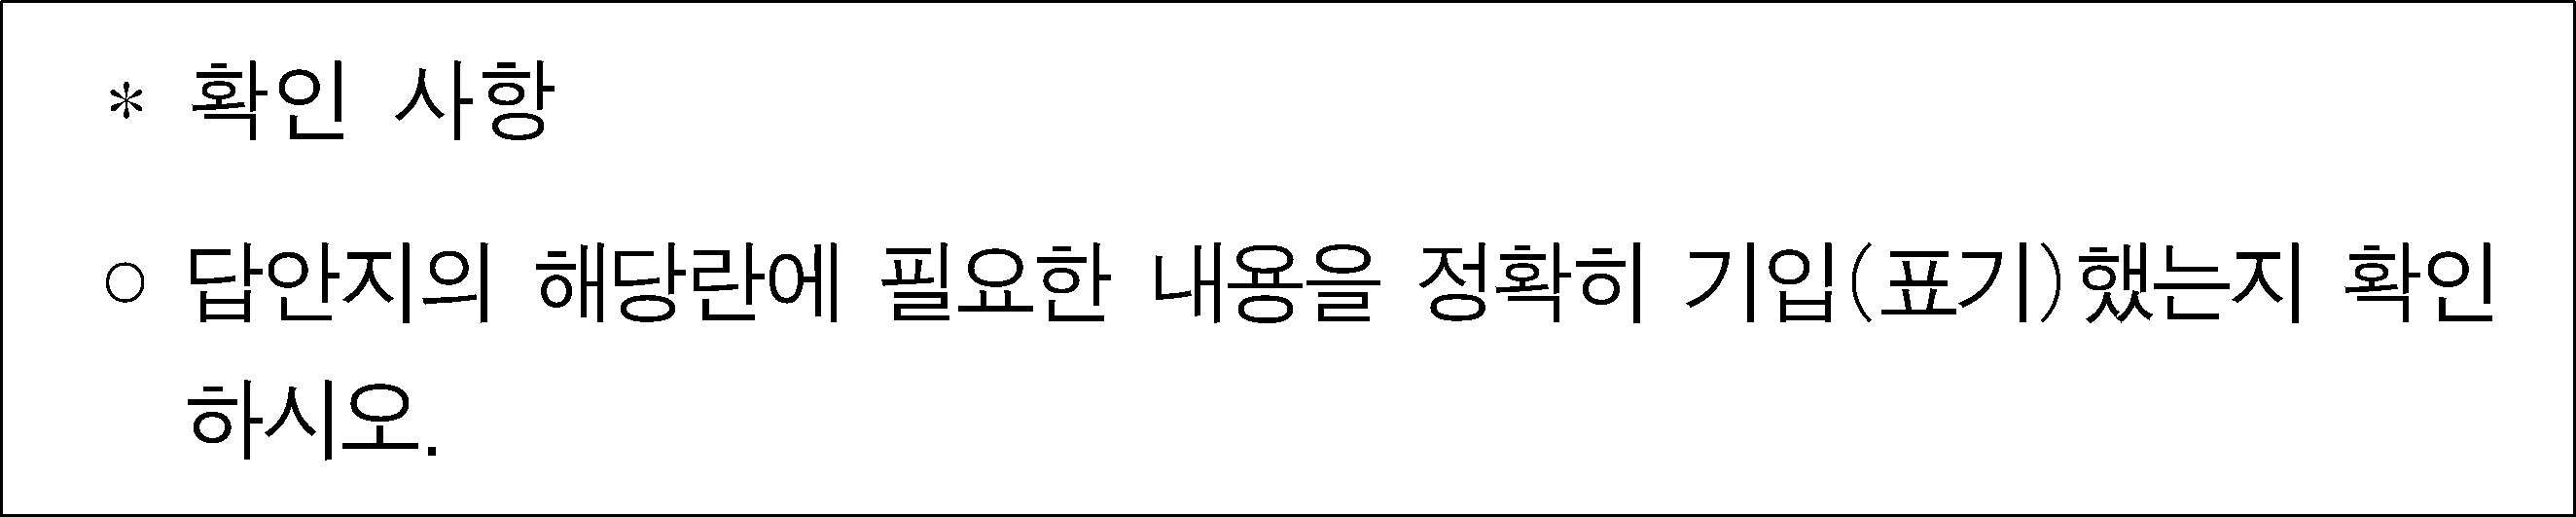 * 확인 사항
○ 답안지의 해당란에 필요한 내용을 정확히 기입(표기)했는지 확인
하시오.